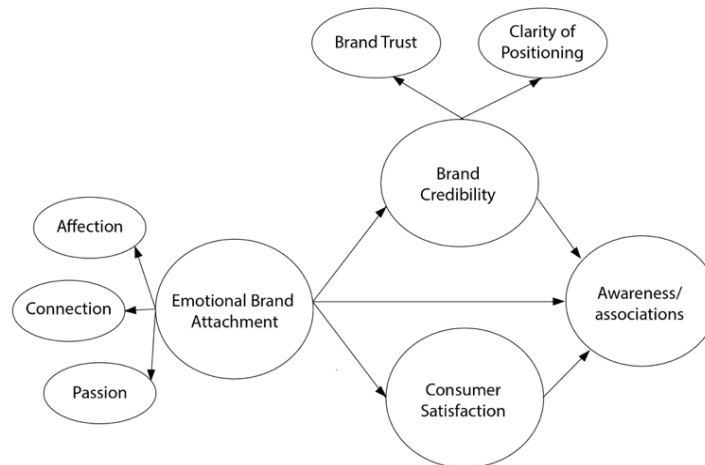 Brand Trust
Clarity of
Positioning
Brand
Credibility
Affection
Connection
Emotional Brand
Attachment
Passion
Awareness/
associations
Consumer
Satisfaction